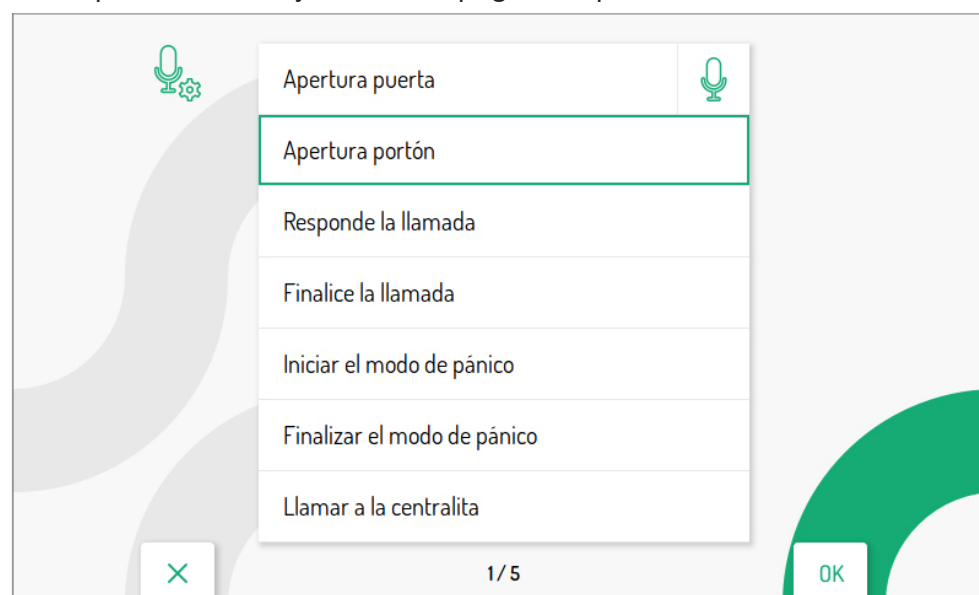 Apertura puerta
Apertura portón
Responde la llamada
Finalice la llamada
Iniciar el modo de pánico
Finalizar el modo de pánico
Llamar a la centralita
1/5
OK